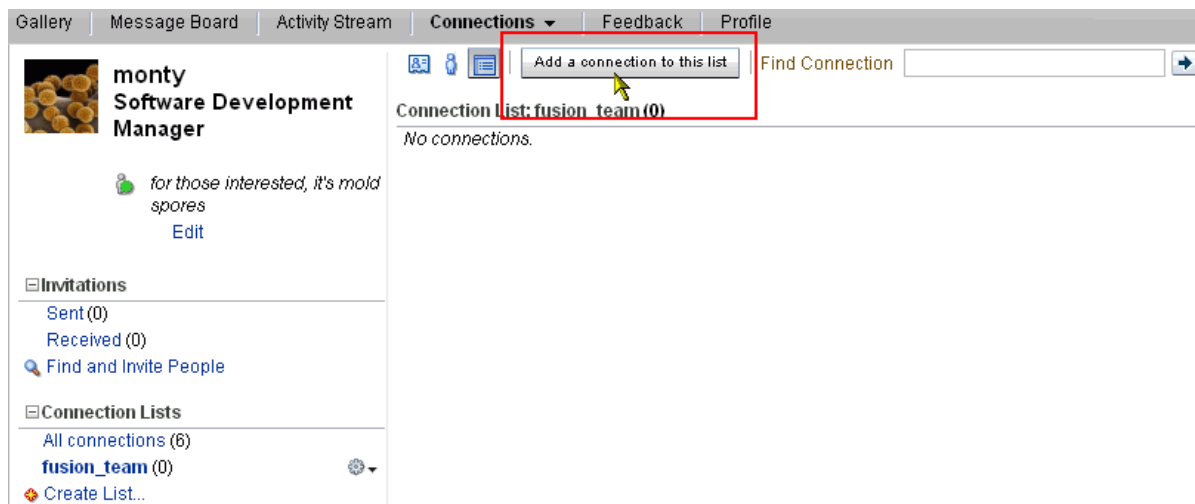 Gallery Message Board Activity Stream Connections Feedback Profile
monty
Software Development
Manager
for those interested, it's mold
spores
Edit
Invitations
Sent (0)
Received (0)
Find and Invite People
Connection Lists
All connections (6)
fusion_team (0)
Create List...
Add a connection to this list Find Connection
Connection List: fusion_team (0)
No connections.